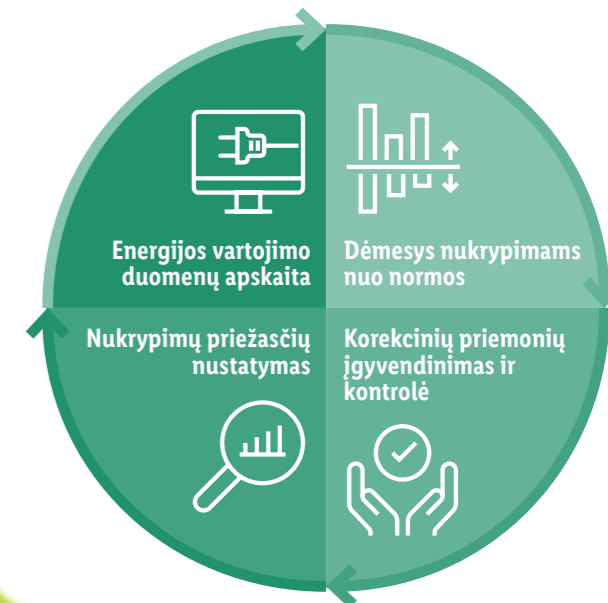 Energijos vartojimo
duomenų apskaita
Dėmesys nukrypimams
nuo normos
Nukrypimų priežasčių
nustatymas
Korekcinių priemonių
įgyvendinimas ir
kontrolė